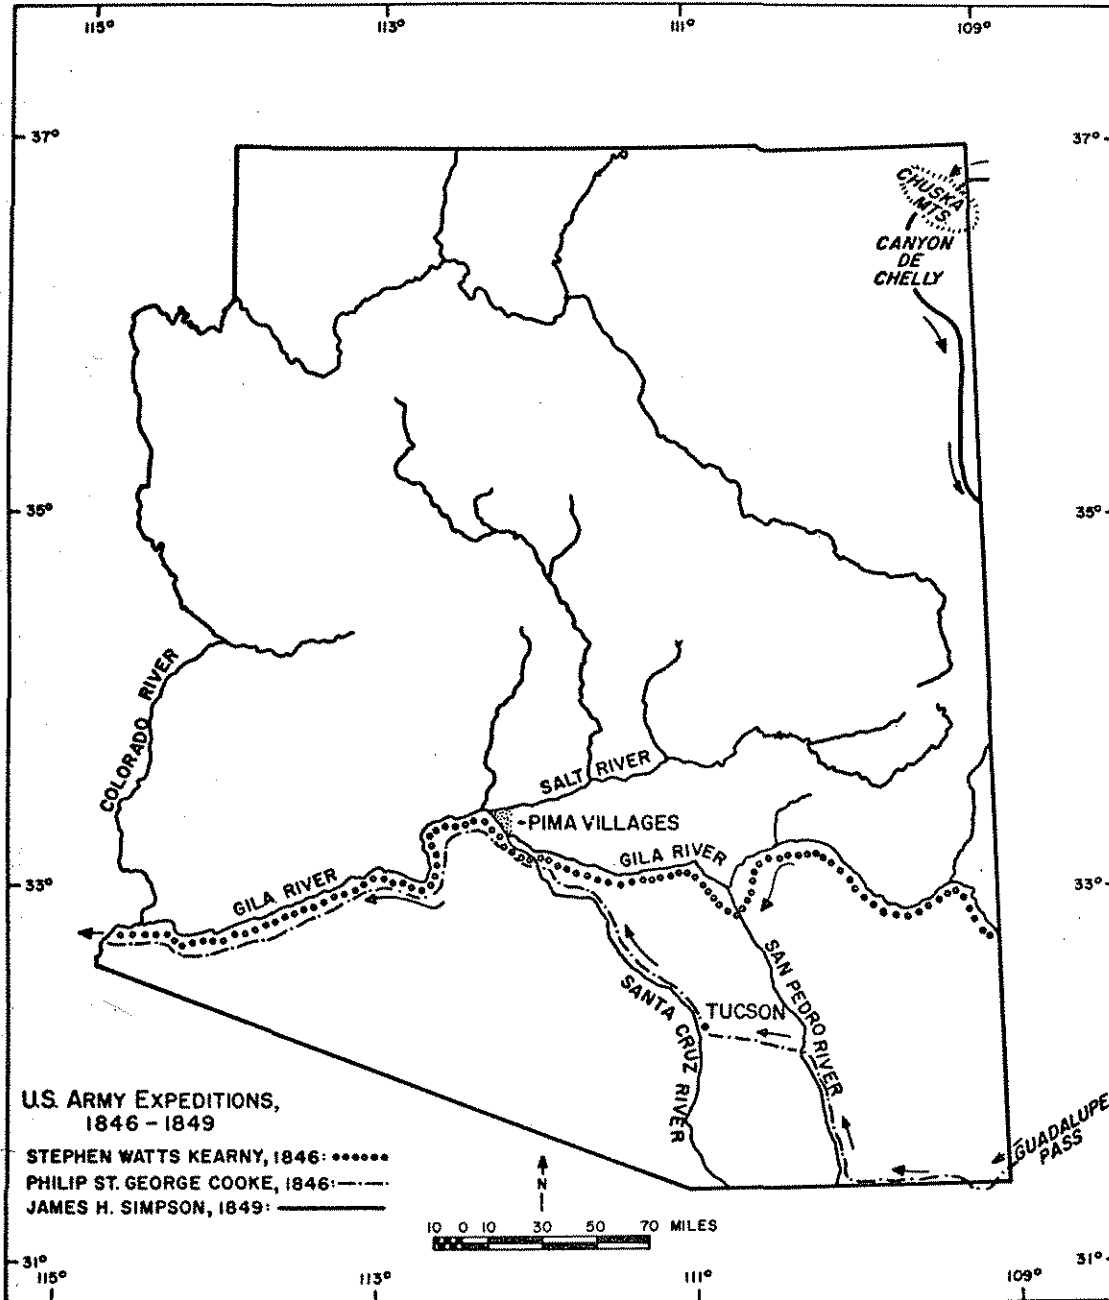 115°
113°
111°
109°
37°
37°
CHUSKA
MTS.
CANYON
DE
CHELLY
35°
35°
COLORADO RIVER
SALT RIVER
-PIMA VILLAGES
GILA RIVER
GILA RIVER
33°
33°
SAN PEDRO RIVER
SANTA CRUZ RIVER
TUCSON
GUADALUPE
PASS
U.S. ARMY EXPEDITIONS,
1846-1849
STEPHEN WATTS KEARNY, 1846:
PHILIP ST. GEORGE COOKE, 1846:
JAMES H. SIMPSON, 1849:
N
10 0 10 30 50 70 MILES
31°
31°
115°
113°
111°
109°